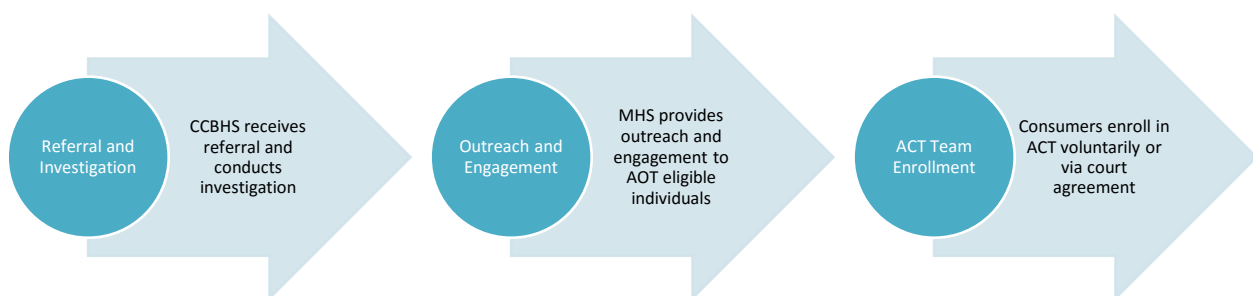 Referral and
Investigation
CCBHS receives
referral and
conducts
investigation
Outreach and
Engagement
MHS provides
outreach and
engagement to
AOT eligible
individuals
ACT Team
Enrollment
Consumers enroll in
ACT voluntarily or
via court
agreement